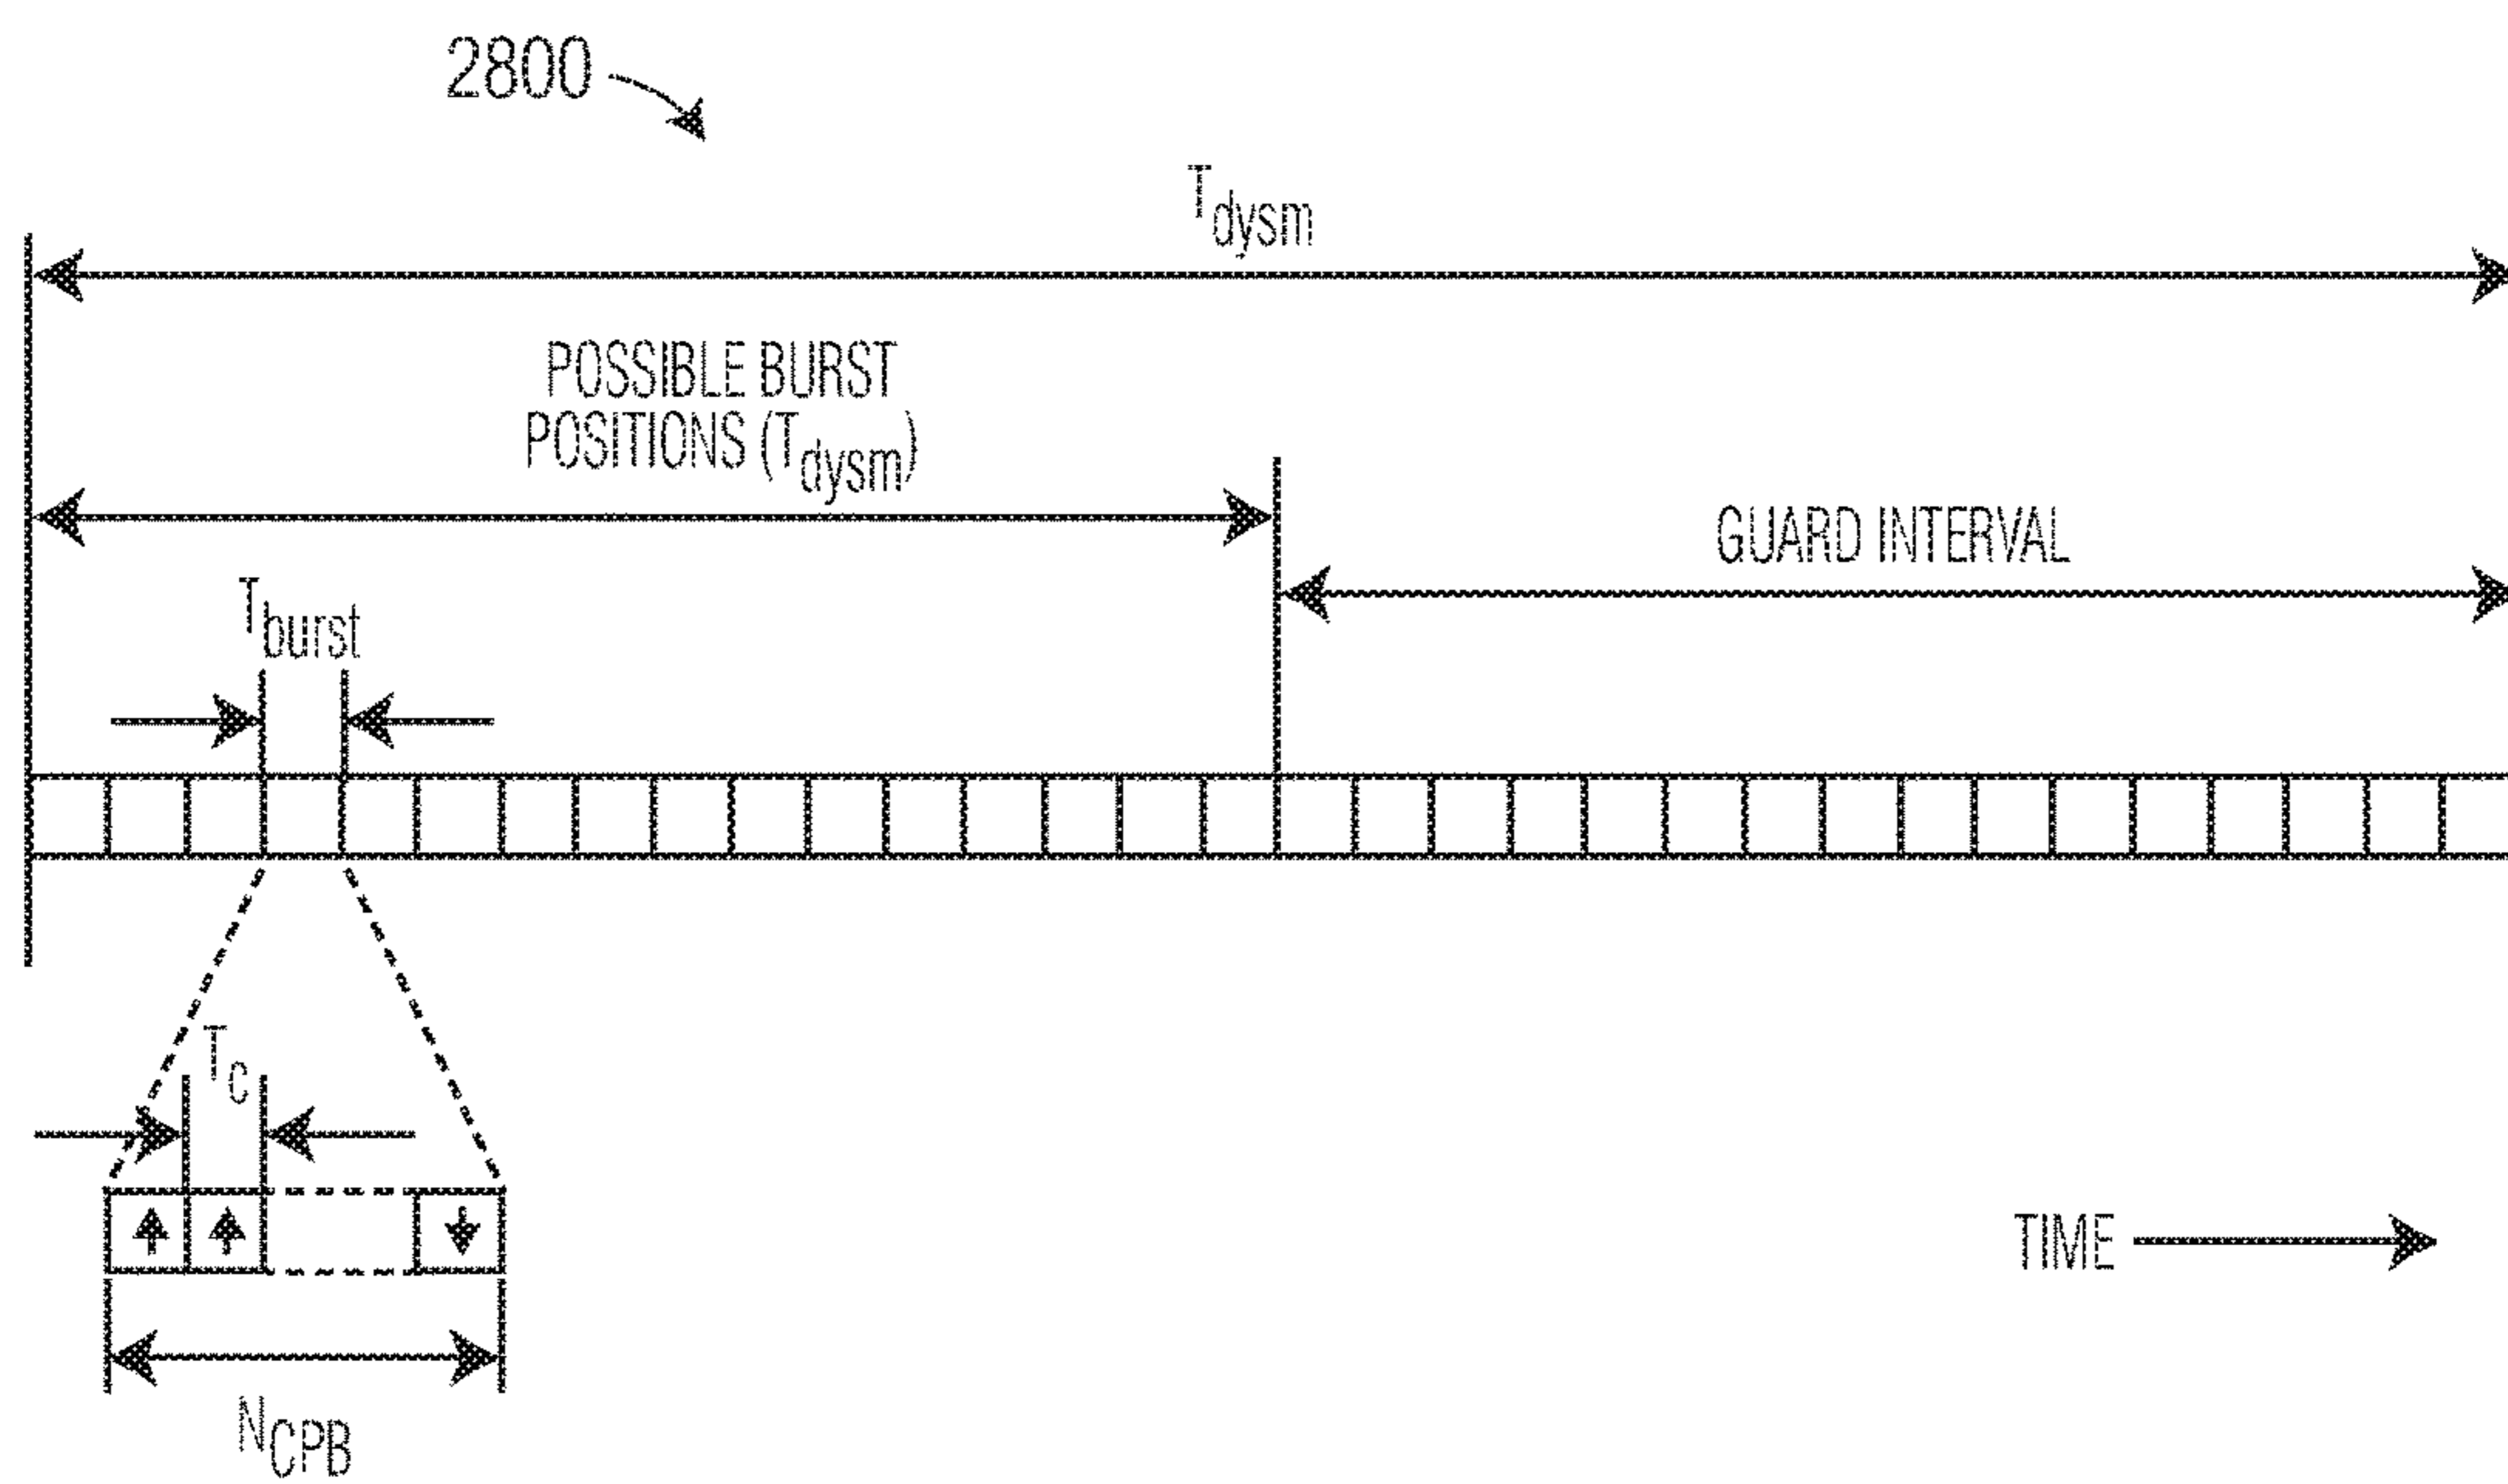 2800
Tdysm
POSSIBLE BURST
POSITIONS (Tdysm)
GUARD INTERVAL
Tburst
Tc
TIME
NCPB